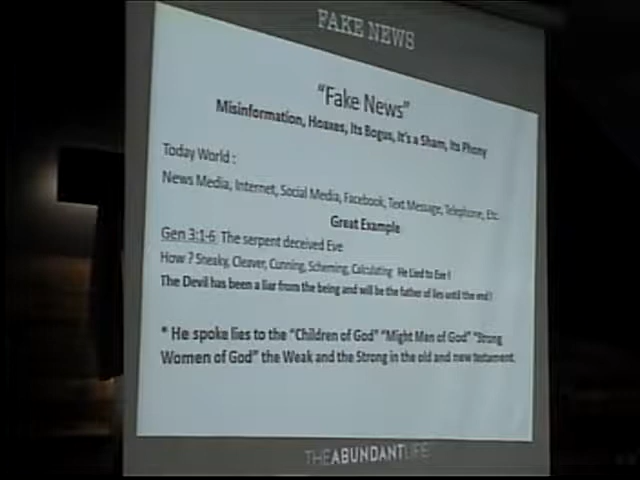 FAKE NEWS
"Fake News"
Misinformation, Hoaxes, Its Bogus, It's a Sham, Its Phony
Today World :
News Media, Internet, Social Media, Facebook, Text Message, Telephone, Etc.
Great Example
Gen 3:1-6 The serpent deceived Eve
How ? Sneaky, Cleaver, Cunning, Scheming, Calculating He Lied to Eve !
The Devil has been a liar from the being and will be the father of lies until the end!
* He spoke lies to the "Children of God" "Might Men of God" "Strong
Women of God" the Weak and the Strong in the old and new testament.
THEABUNDANTLIFE